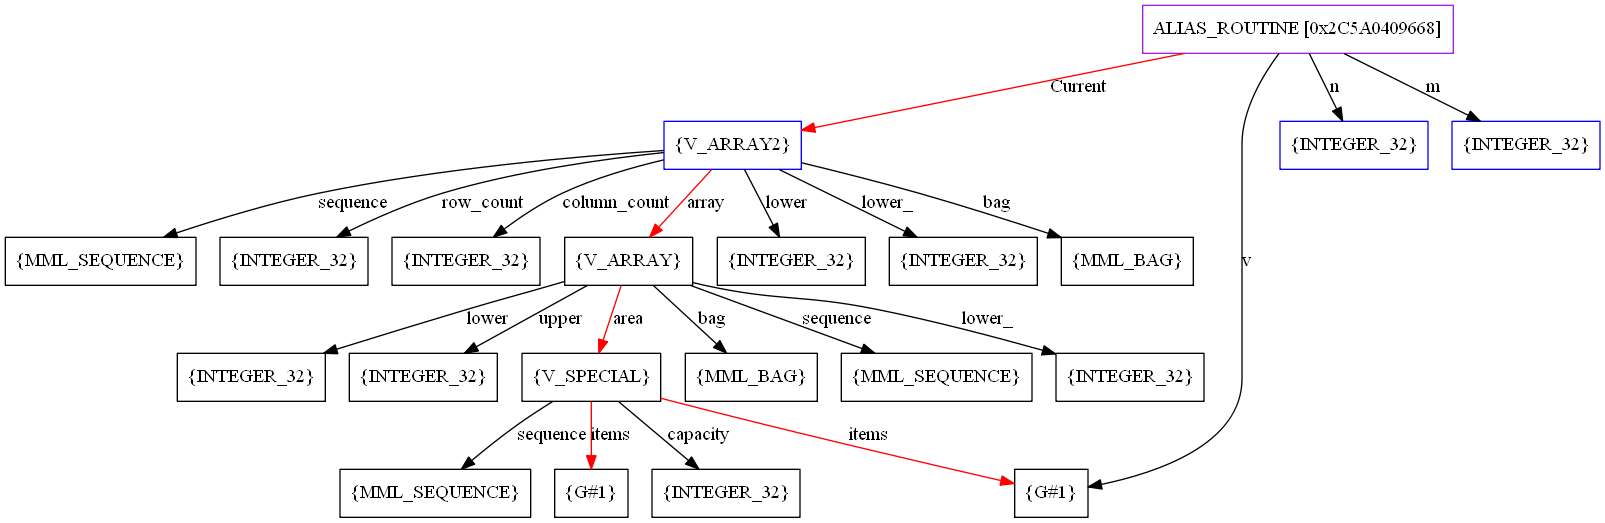 ALIAS_ROUTINE [0x2C5A0409668]
Current
n
m
{V_ARRAY2}
{INTEGER_32}
{INTEGER_32}
sequence
row_count
column_count
array
lower
lower_
bag
{MML_SEQUENCE}
{INTEGER_32}
{INTEGER_32}
{V_ARRAY}
{INTEGER_32}
{INTEGER_32}
{MML_BAG}
v
lower
upper
area
bag
sequence
lower_
{INTEGER_32}
{INTEGER_32}
{V_SPECIAL}
{MML_BAG}
{MML_SEQUENCE}
{INTEGER_32}
sequence
items
capacity
items
{MML_SEQUENCE}
{G#1}
{INTEGER_32}
{G#1}